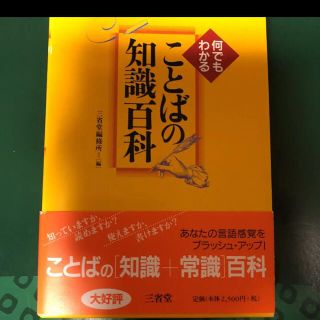 何でも
わかる
ことばの
知識百科
三省堂編修所=編
知っていますか、
読めますか?
使えますか、
書けますか?
あなたの言語感覚を
ブラッシュ・アップ!
ことばの[知識+常識]百科
大好評
三省堂
定価(本体2,500円+税)